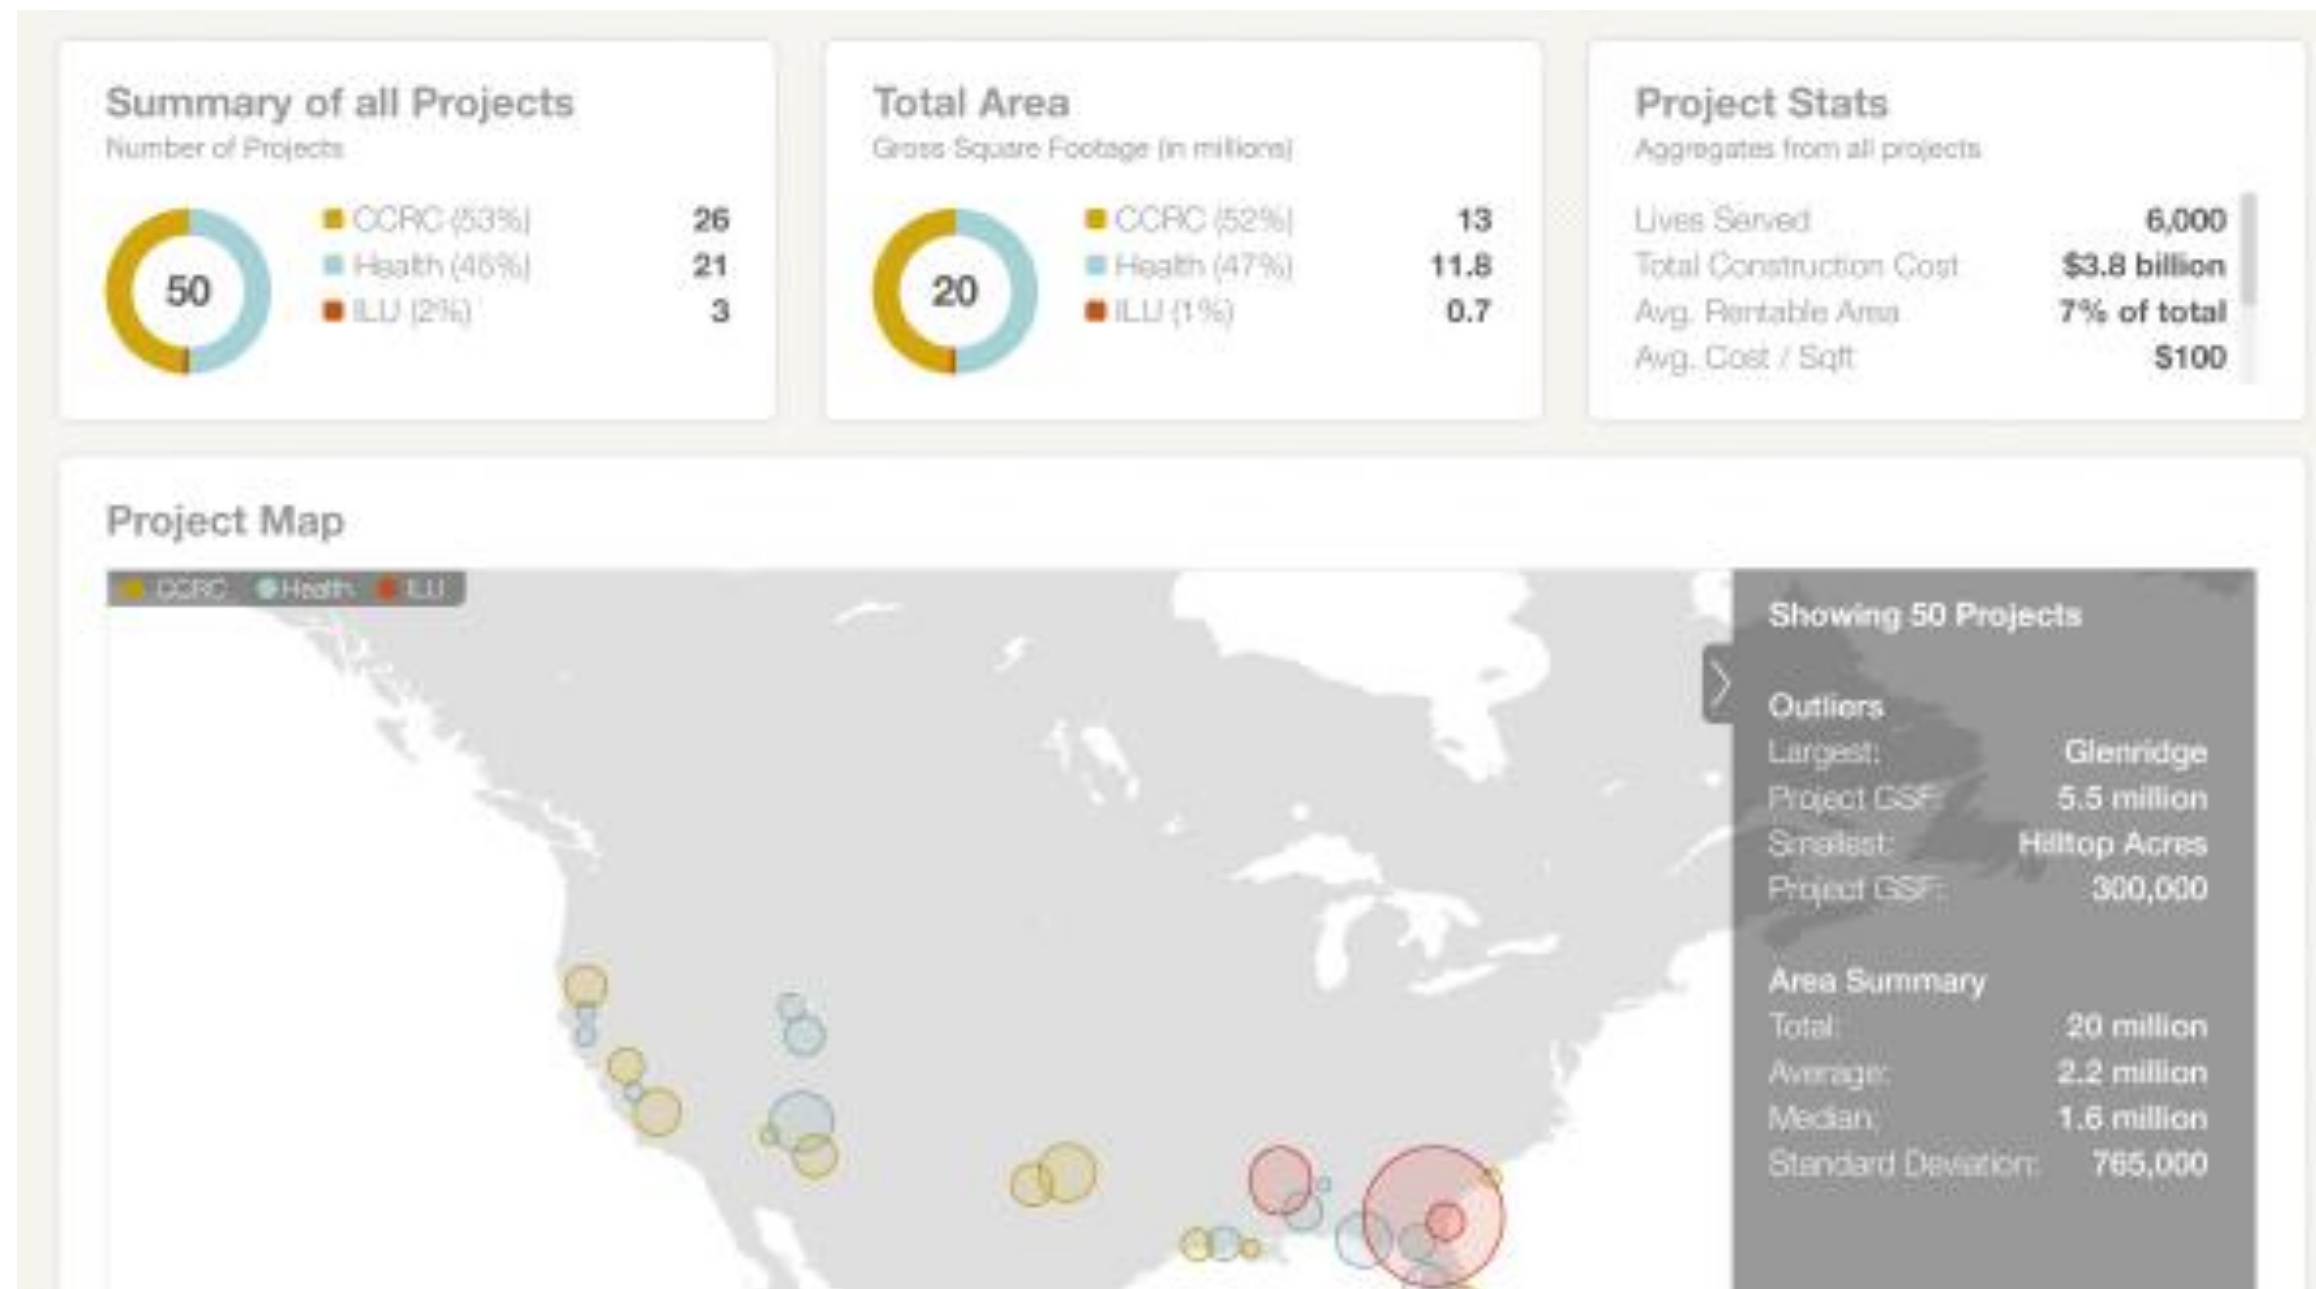 Summary of all Projects
Number of Projects
50
CCRC (53%) 26
Health (46%) 21
ILU (2%) 3
Total Area
Gross Square Footage (in millions)
20
CCRC (52%) 13
Health (47%) 11.8
ILU (1%) 0.7
Project Stats
Aggregates from all projects
Lives Served 6,000
Total Construction Cost $3.8 billion
Avg. Rentable Area 7% of total
Avg. Cost / Sqft $100
Project Map
CCRC Health ILU
Showing 50 Projects
Outliers
Largest: Glenridge
Project GSF: 5.5 million
Smallest: Hilltop Acres
Project GSF: 300,000
Area Summary
Total: 20 million
Average: 2.2 million
Median: 1.6 million
Standard Deviation: 765,000